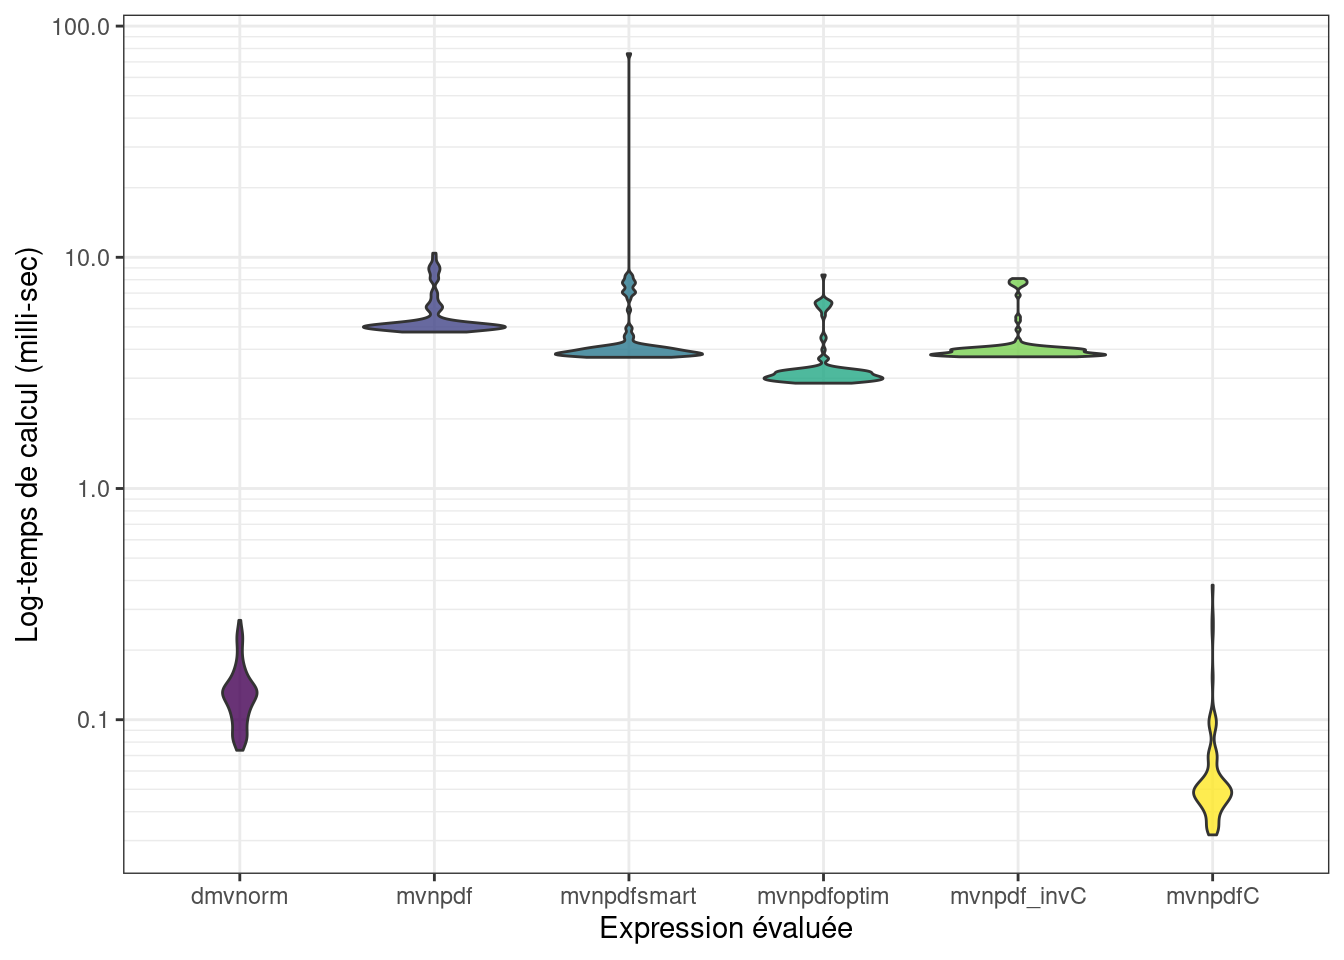 Log-temps de calcul (milli-sec)
100.0
10.0
1.0
0.1
dmvnorm
mvnpdf
mvnpdfsmart
mvnpdfoptim
mvnpdf_invC
mvnpdfC
Expression évaluée